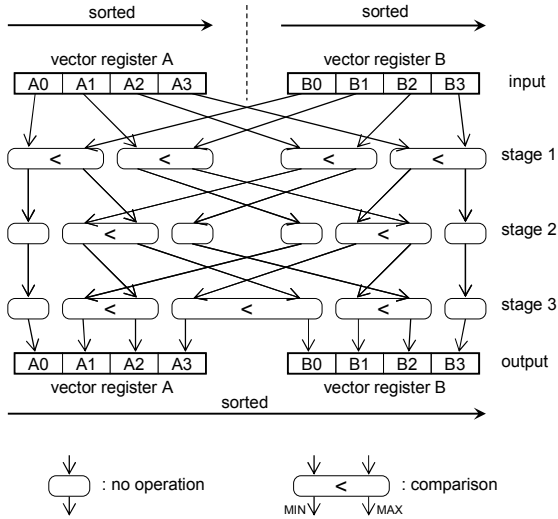 sorted sorted
vector register A vector register B
A0 A1 A2 A3 B0 B1 B2 B3 input
< < < < stage 1
< < stage 2
< < < stage 3
A0 A1 A2 A3 B0 B1 B2 B3 output
vector register A vector register B
sorted
: no operation < : comparison
MIN MAX